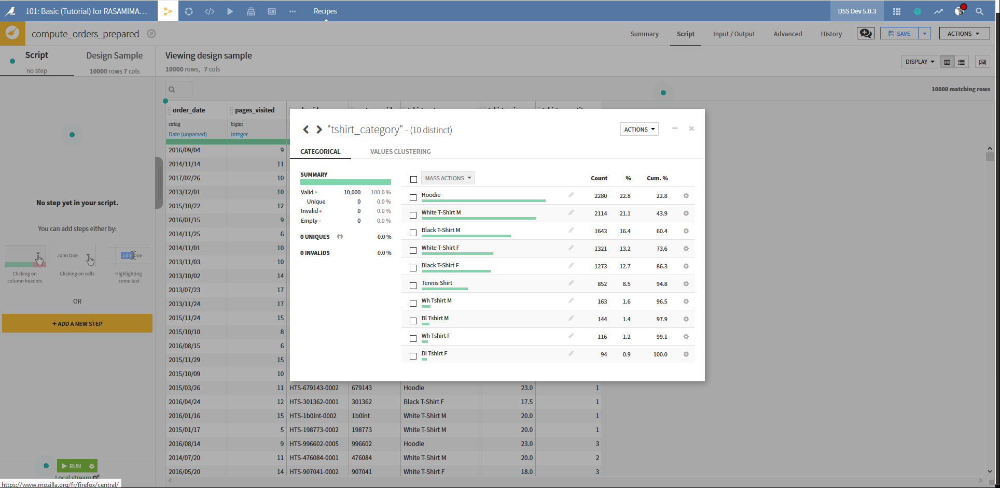 101: Basic (Tutorial) for RASAMIMA...
Recipes
DSS Dev 5.0.3
compute_orders_prepared
Summary
Script
Input / Output
Advanced
History
SAVE
ACTIONS
Script
no step
Design Sample
10000 rows 7 cols
Viewing design sample
10000 rows, 7 cols
DISPLAY
10000 matching rows
No step yet in your script.
You can add steps either by:
John Doe
John Doe
Clicking on column headers
Clicking on cells
Highlighting some text
OR
+ ADD A NEW STEP
RUN
Local stream
https://www.mozilla.org/fr/firefox/central/
order_date pages_visited
string bigint
Date (unparsed) Integer
2016/09/04 9
2014/11/14 11
2017/02/26 10
2013/12/01 10
2015/10/22 12
2016/01/15 9
2014/11/25 6
2014/11/01 10
2013/11/03 10
2013/10/02 14
2013/07/23 17
2013/11/24 17
2015/11/24 15
2015/10/10 8
2016/08/15 6
2015/11/29 15
2015/10/09 10
2015/03/26 11 HTS-679143-0002 679143 Hoodie 23.0 1
2016/04/24 12 HTS-301362-0001 301362 Black T-Shirt F 17.5 1
2016/01/16 15 HTS-1b0lnt-0002 1b0lnt White T-Shirt M 20.0 1
2015/01/17 5 HTS-198773-0002 198773 White T-Shirt M 20.0 1
2016/08/14 9 HTS-996602-0005 996602 Hoodie 23.0 3
2014/07/20 11 HTS-476084-0001 476084 White T-Shirt M 20.0 2
2016/05/20 14 HTS-907041-0002 907041 White T-Shirt F 18.0 3
"tshirt_category" - (10 distinct)
ACTIONS
CATEGORICAL
VALUES CLUSTERING
SUMMARY
Valid 10,000 100.0 %
Unique 0 0.0 %
Invalid 0 0.0 %
Empty 0 0.0 %
0 UNIQUES 0.0 %
0 INVALIDS 0.0 %
MASS ACTIONS Count % Cum. %
Hoodie 2280 22.8 22.8
White T-Shirt M 2114 21.1 43.9
Black T-Shirt M 1643 16.4 60.4
White T-Shirt F 1321 13.2 73.6
Black T-Shirt F 1273 12.7 86.3
Tennis Shirt 852 8.5 94.8
Wh Tshirt M 163 1.6 96.5
Bl Tshirt M 144 1.4 97.9
Wh Tshirt F 116 1.2 99.1
Bl Tshirt F 94 0.9 100.0